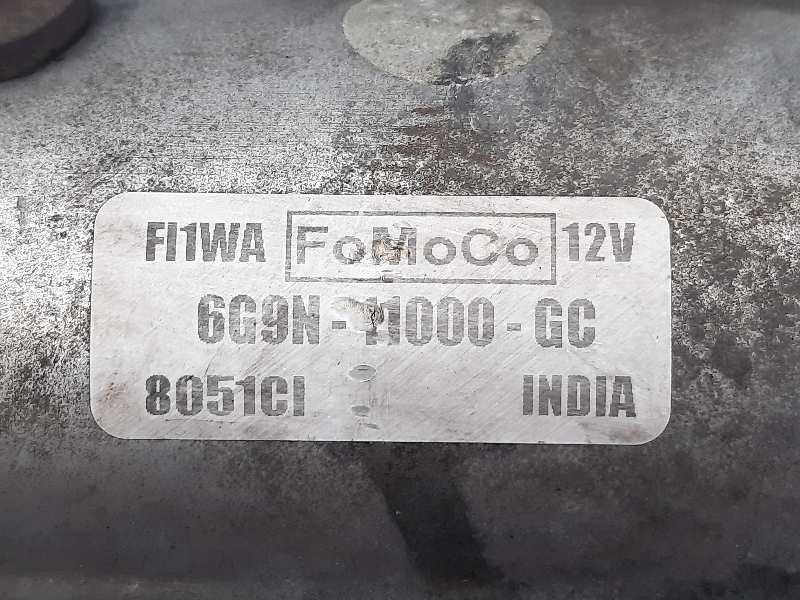 FI1WA FoMoCo 12V
6G9N - 11000 - GC
8051CI INDIA